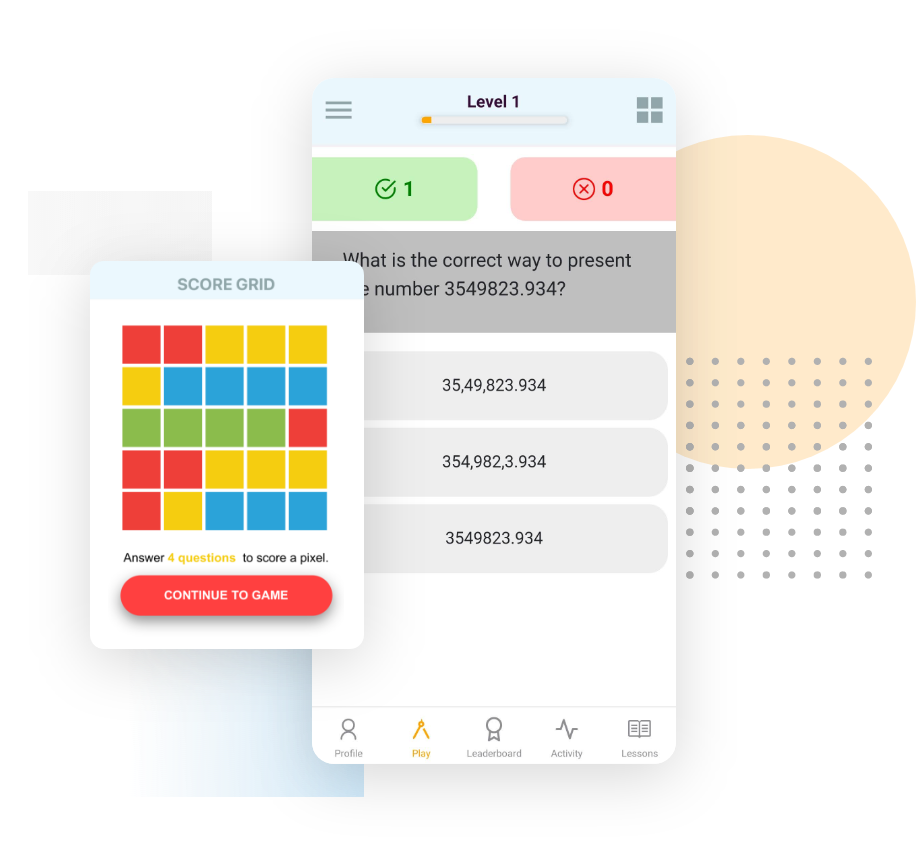 Level 1
1
0
What is the correct way to present
e number 3549823.934?
SCORE GRID
35,49,823.934
354,982,3.934
3549823.934
Answer 4 questions to score a pixel.
CONTINUE TO GAME
Profile
Play
Leaderboard
Activity
Lessons